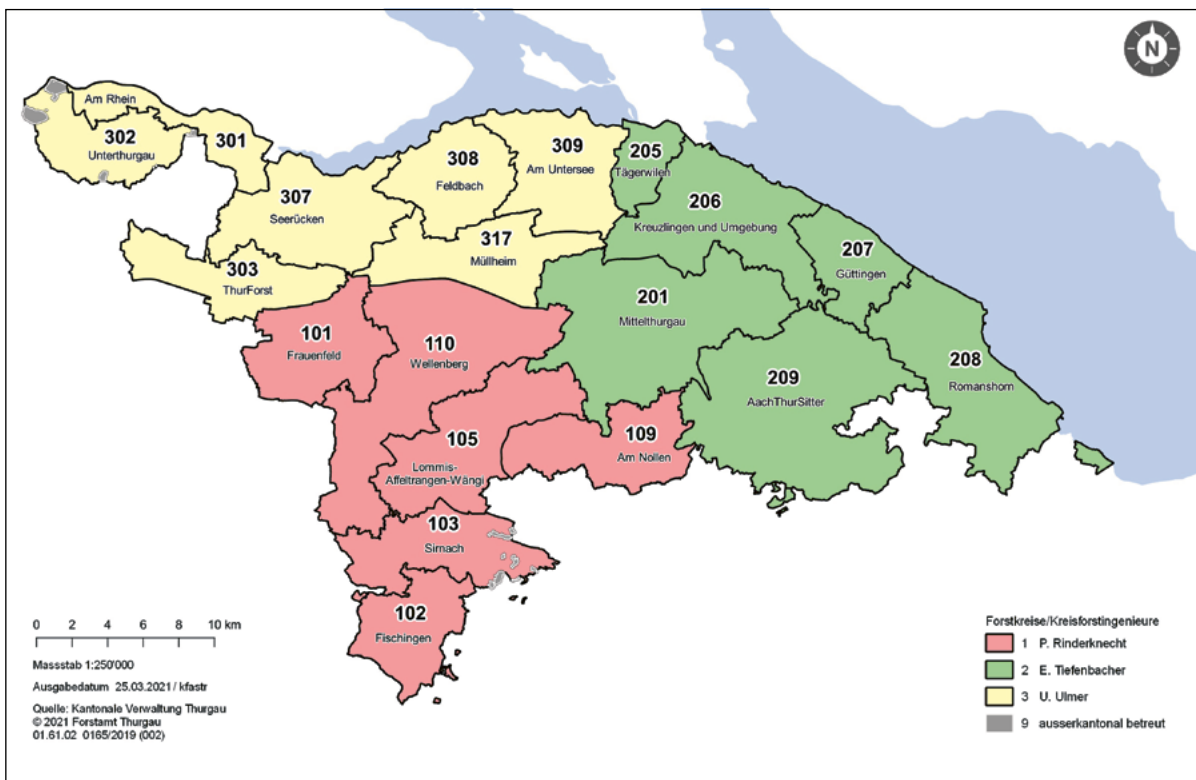 N
Am Rhein
302
Unterthurgau
301
308
Feldbach
309
Am Untersee
205
Tägerwilen
307
Seerücken
206
Kreuzlingen und Umgebung
317
Müllheim
207
Güttingen
303
ThurForst
201
Mittelthurgau
101
Frauenfeld
110
Wellenberg
209
AachThurSitter
208
Romanshorn
105
Lommis-
Affeltrangen-Wängi
109
Am Nollen
103
Sirnach
102
Fischingen
0 2 4 6 8 10 km
Massstab 1:250'000
Ausgabedatum 25.03.2021 / kfastr
Quelle: Kantonale Verwaltung Thurgau
© 2021 Forstamt Thurgau
01.61.02 0165/2019 (002)
Forstkreise/Kreisforstingenieure
1 P. Rinderknecht
2 E. Tiefenbacher
3 U. Ulmer
9 ausserkantonal betreut